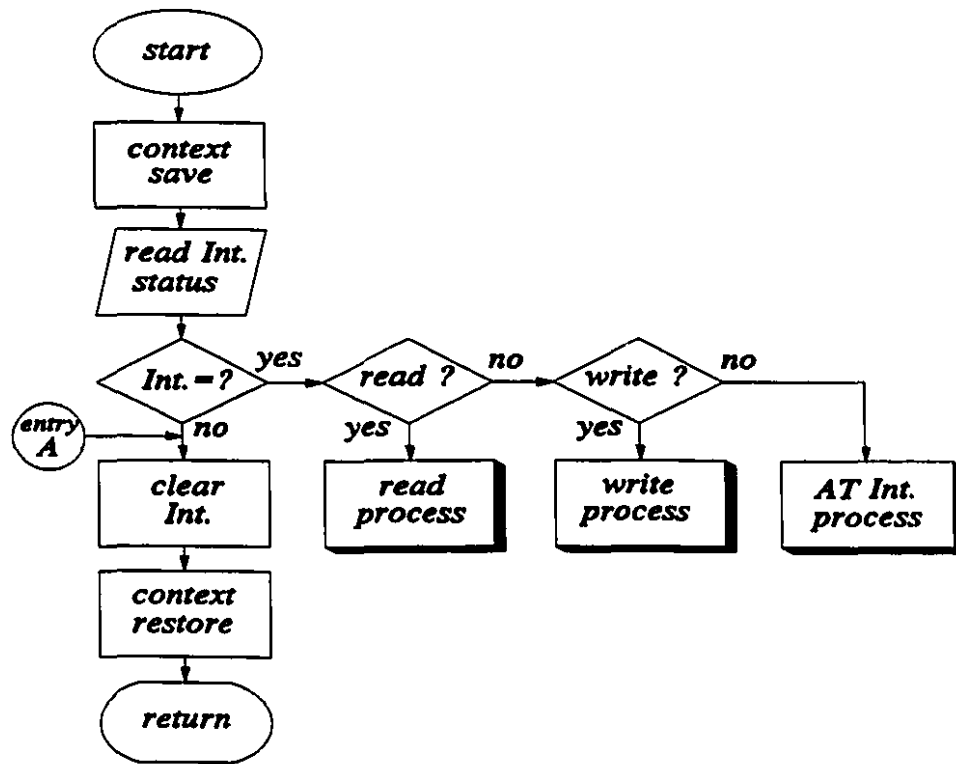 start
context
save
read Int.
status
Int. = ?
yes
read ?
no
write ?
no
entry
A
no
yes
yes
clear
Int.
read
process
write
process
AT Int.
process
context
restore
return